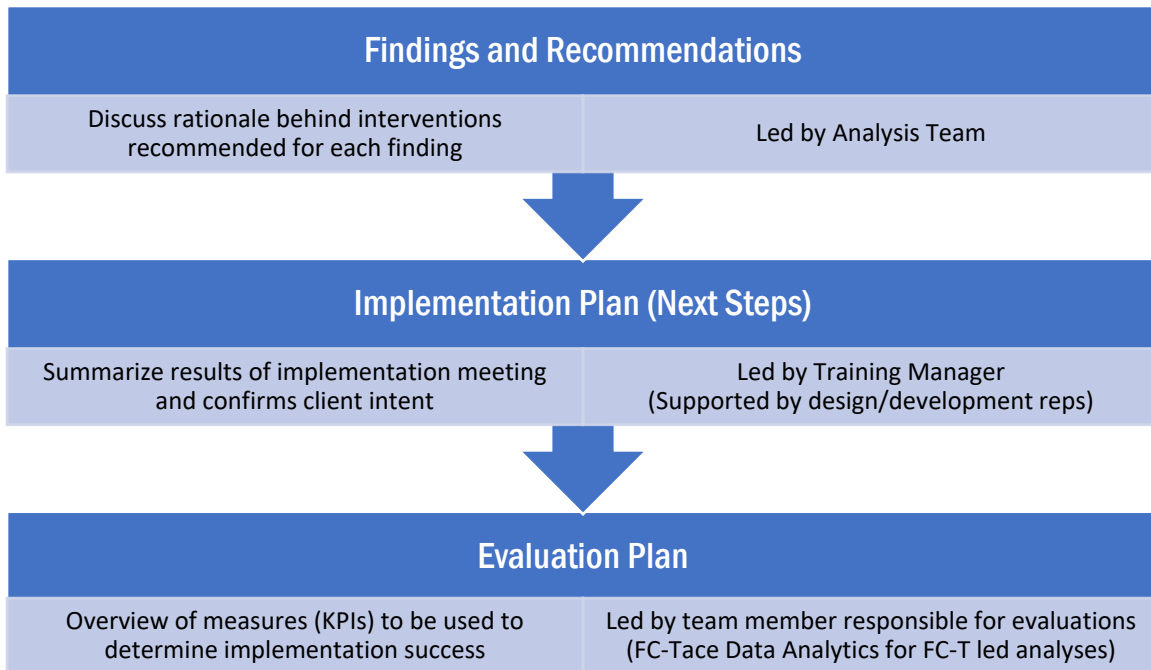 Findings and Recommendations
Discuss rationale behind interventions
recommended for each finding
Led by Analysis Team
Implementation Plan (Next Steps)
Summarize results of implementation meeting
and confirms client intent
Led by Training Manager
(Supported by design/development reps)
Evaluation Plan
Overview of measures (KPIs) to be used to
determine implementation success
Led by team member responsible for evaluations
(FC-Tace Data Analytics for FC-T led analyses)